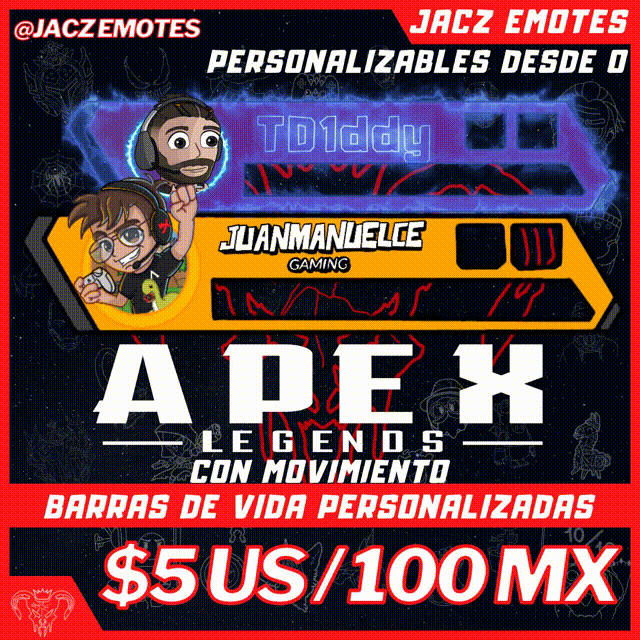 @JACZEMOTES
JACZ EMOTES
PERSONALIZABLES DESDE 0
TD1ddy
JUANMANUELCE
GAMING
APEX
LEGENDS
CON MOVIMIENTO
BARRAS DE VIDA PERSONALIZADAS
$5 US / 100 MX